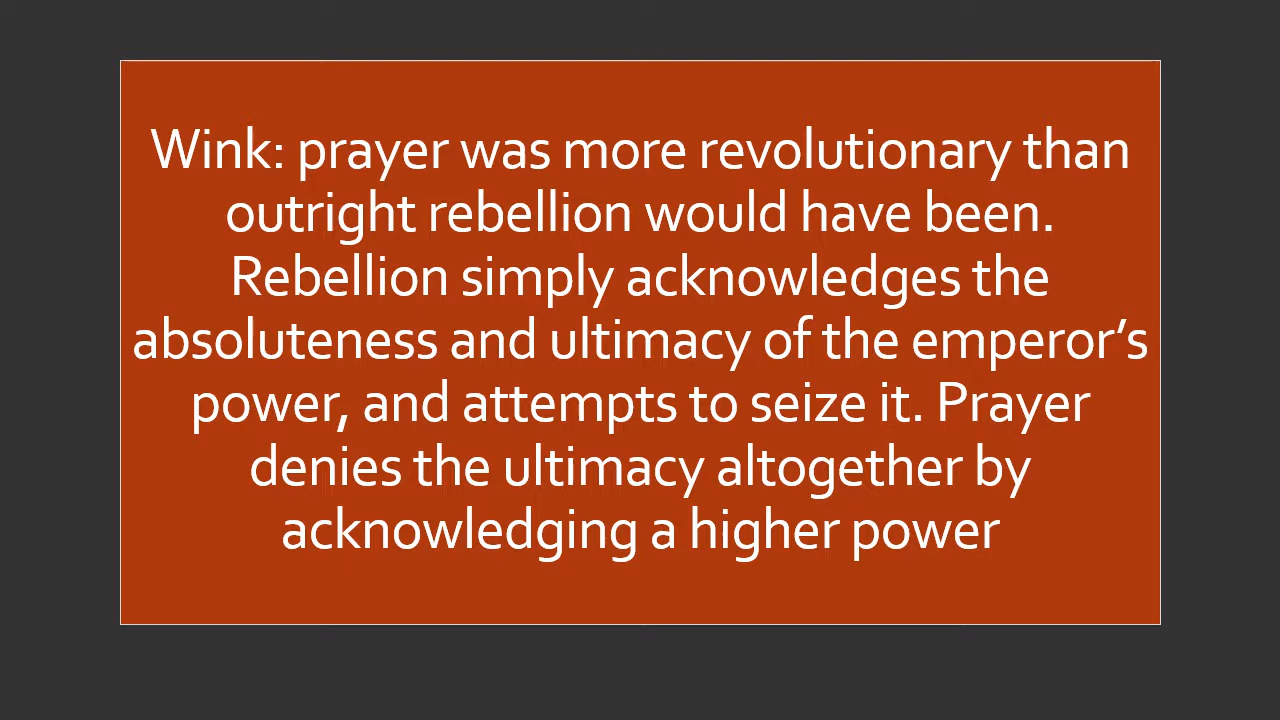 Wink: prayer was more revolutionary than
outright rebellion would have been.
Rebellion simply acknowledges the
absoluteness and ultimacy of the emperor’s
power, and attempts to seize it. Prayer
denies the ultimacy altogether by
acknowledging a higher power